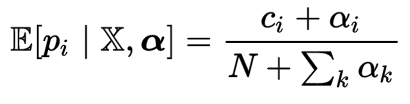 𝔼[pᵢ | 𝕏, 𝜶] = (cᵢ + αᵢ) / (N + ∑ₖ αₖ)